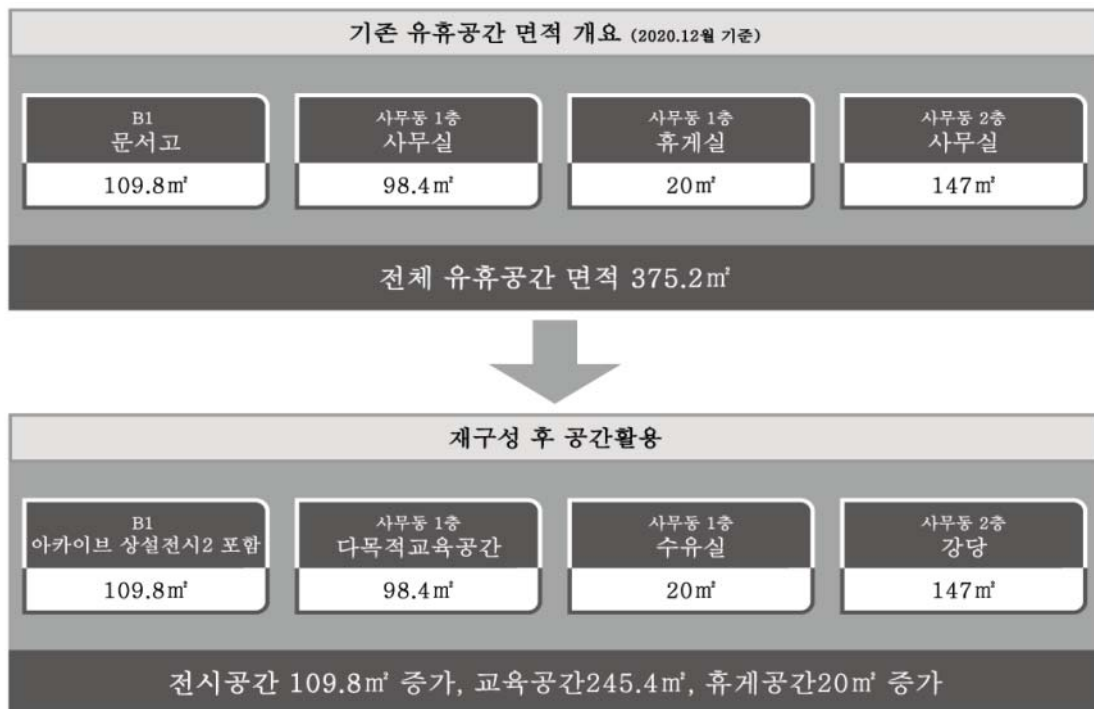 기존 유휴공간 면적 개요 (2020.12월 기준)
B1
문서고
109.8㎡
사무동 1층
사무실
98.4㎡
사무동 1층
휴게실
20㎡
사무동 2층
사무실
147㎡
전체 유휴공간 면적 375.2㎡
재구성 후 공간활용
B1
아카이브 상설전시2 포함
109.8㎡
사무동 1층
다목적교육공간
98.4㎡
사무동 1층
수유실
20㎡
사무동 2층
강당
147㎡
전시공간 109.8㎡ 증가, 교육공간245.4㎡, 휴게공간20㎡ 증가